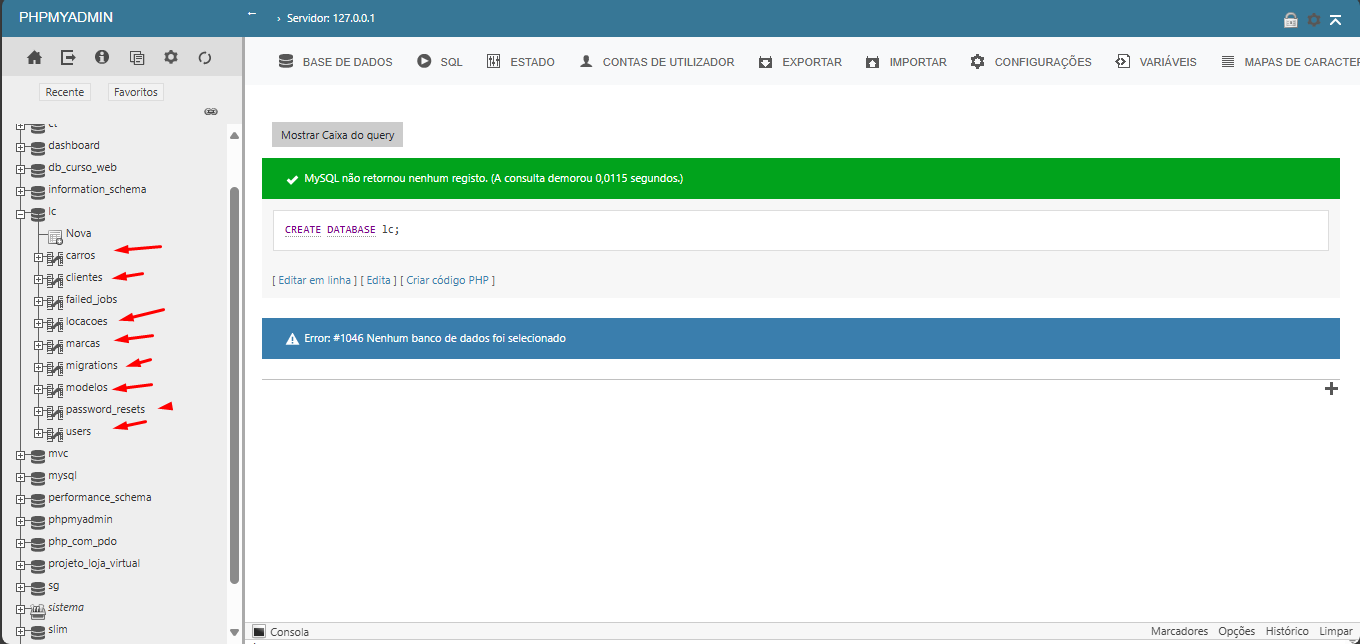 PHPMYADMIN
Servidor: 127.0.0.1
BASE DE DADOS SQL ESTADO CONTAS DE UTILIZADOR EXPORTAR IMPORTAR CONFIGURAÇÕES VARIÁVEIS MAPAS DE CARACTER
Recente Favoritos
dashboard
db_curso_web
information_schema
lc
Nova
carros
clientes
failed_jobs
locacoes
marcas
migrations
modelos
password_resets
users
mvc
mysql
performance_schema
phpmyadmin
php_com_pdo
projeto_loja_virtual
sg
sistema
slim
Mostrar Caixa do query
MySQL não retornou nenhum registo. (A consulta demorou 0,0115 segundos.)
CREATE DATABASE lc;
[ Editar em linha ] [ Edita ] [ Criar código PHP ]
Error: #1046 Nenhum banco de dados foi selecionado
Consola
Marcadores Opções Histórico Limpar